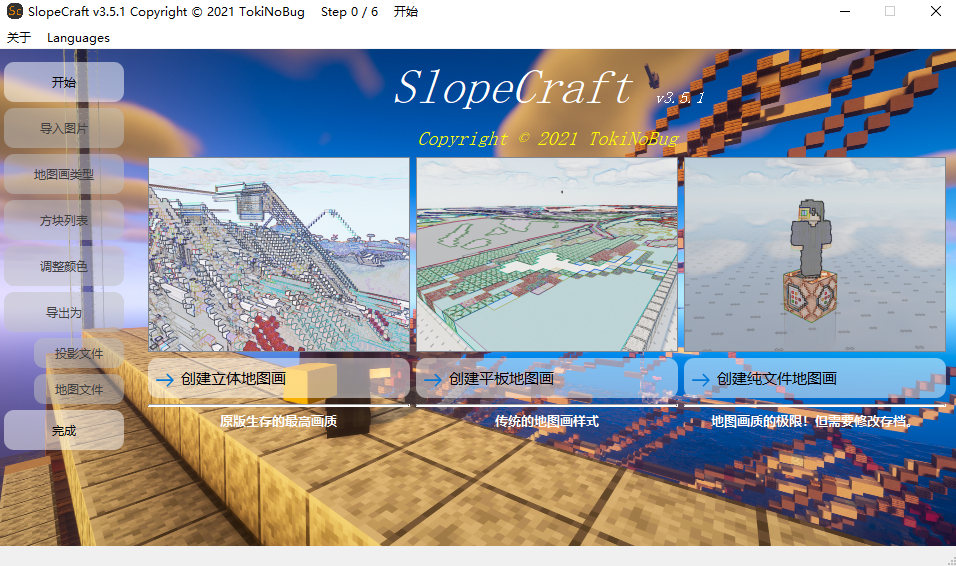 Sc SlopeCraft v3.5.1 Copyright © 2021 TokiNoBug Step 0 / 6 开始
关于 Languages
SlopeCraft v3.5.1
Copyright © 2021 TokiNoBug
开始
导入图片
地图画类型
方块列表
调整颜色
导出为
投影文件
地图文件
完成
创建立体地图画
原版生存的最高画质
创建平板地图画
传统的地图画样式
创建纯文件地图画
地图画质的极限！但需要修改存档。